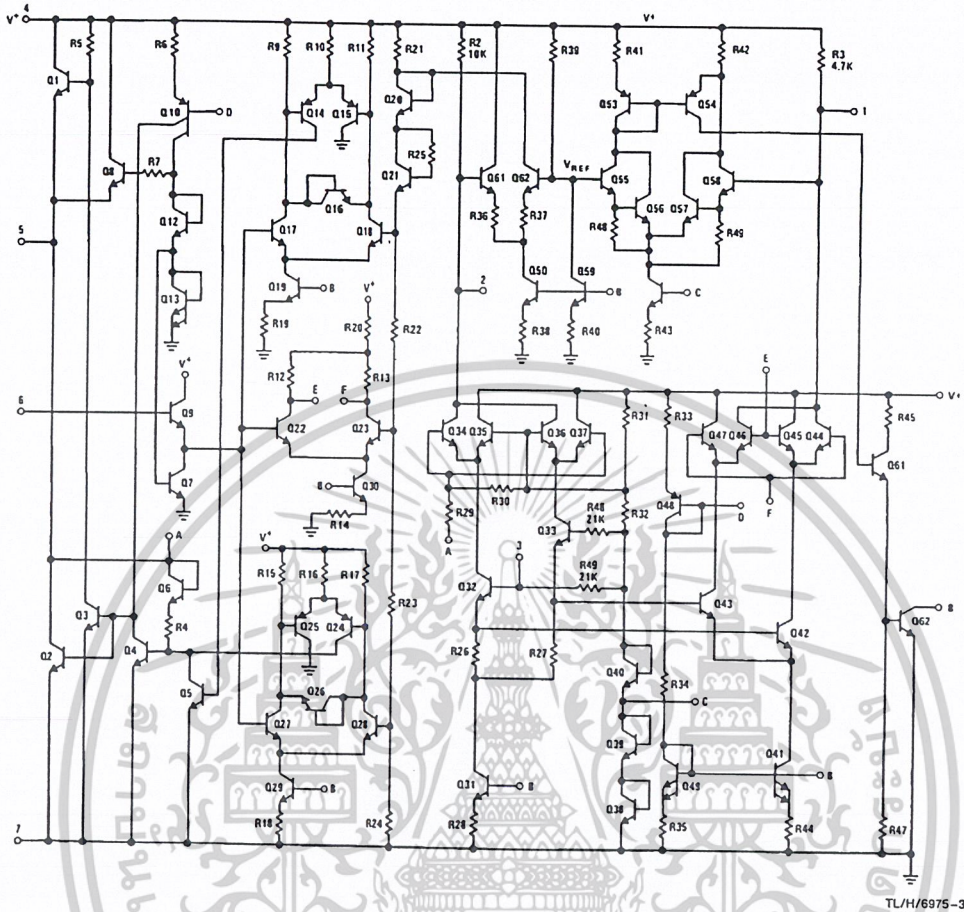 V+ 4
R5
R6
R9
R10
R11
R21
R2
10K
R39
V+
R41
R42
R3
4.7K
Q1
Q10
D
Q14
Q15
Q20
Q53
Q54
1
Q8
R7
R25
Q21
Q61
Q62
VREF
Q55
Q58
Q12
Q16
R36
R37
Q56
Q57
R48
R49
5
Q17
Q18
Q13
Q19
B
V+
Q50
Q59
B
C
R19
R20
R22
2
R38
R40
R43
V+
R12
R13
E
6
Q9
E
F
V+
Q22
Q23
Q34
Q35
Q36
Q37
R31
R33
Q47
Q46
Q45
Q44
R45
Q7
B
Q30
R14
R29
R30
R32
Q48
D
F
Q61
A
A
Q33
R48
21K
V+
R15
R16
R17
3
R49
21K
Q6
R4
Q3
Q2
Q4
Q5
Q25
Q24
R23
Q32
Q43
Q42
Q62
B
R26
R27
Q26
Q40
R34
C
Q27
Q28
Q39
Q29
B
Q31
B
Q49
Q41
B
Q38
7
R18
R24
R28
R35
R44
R47
TL/H/6975-3